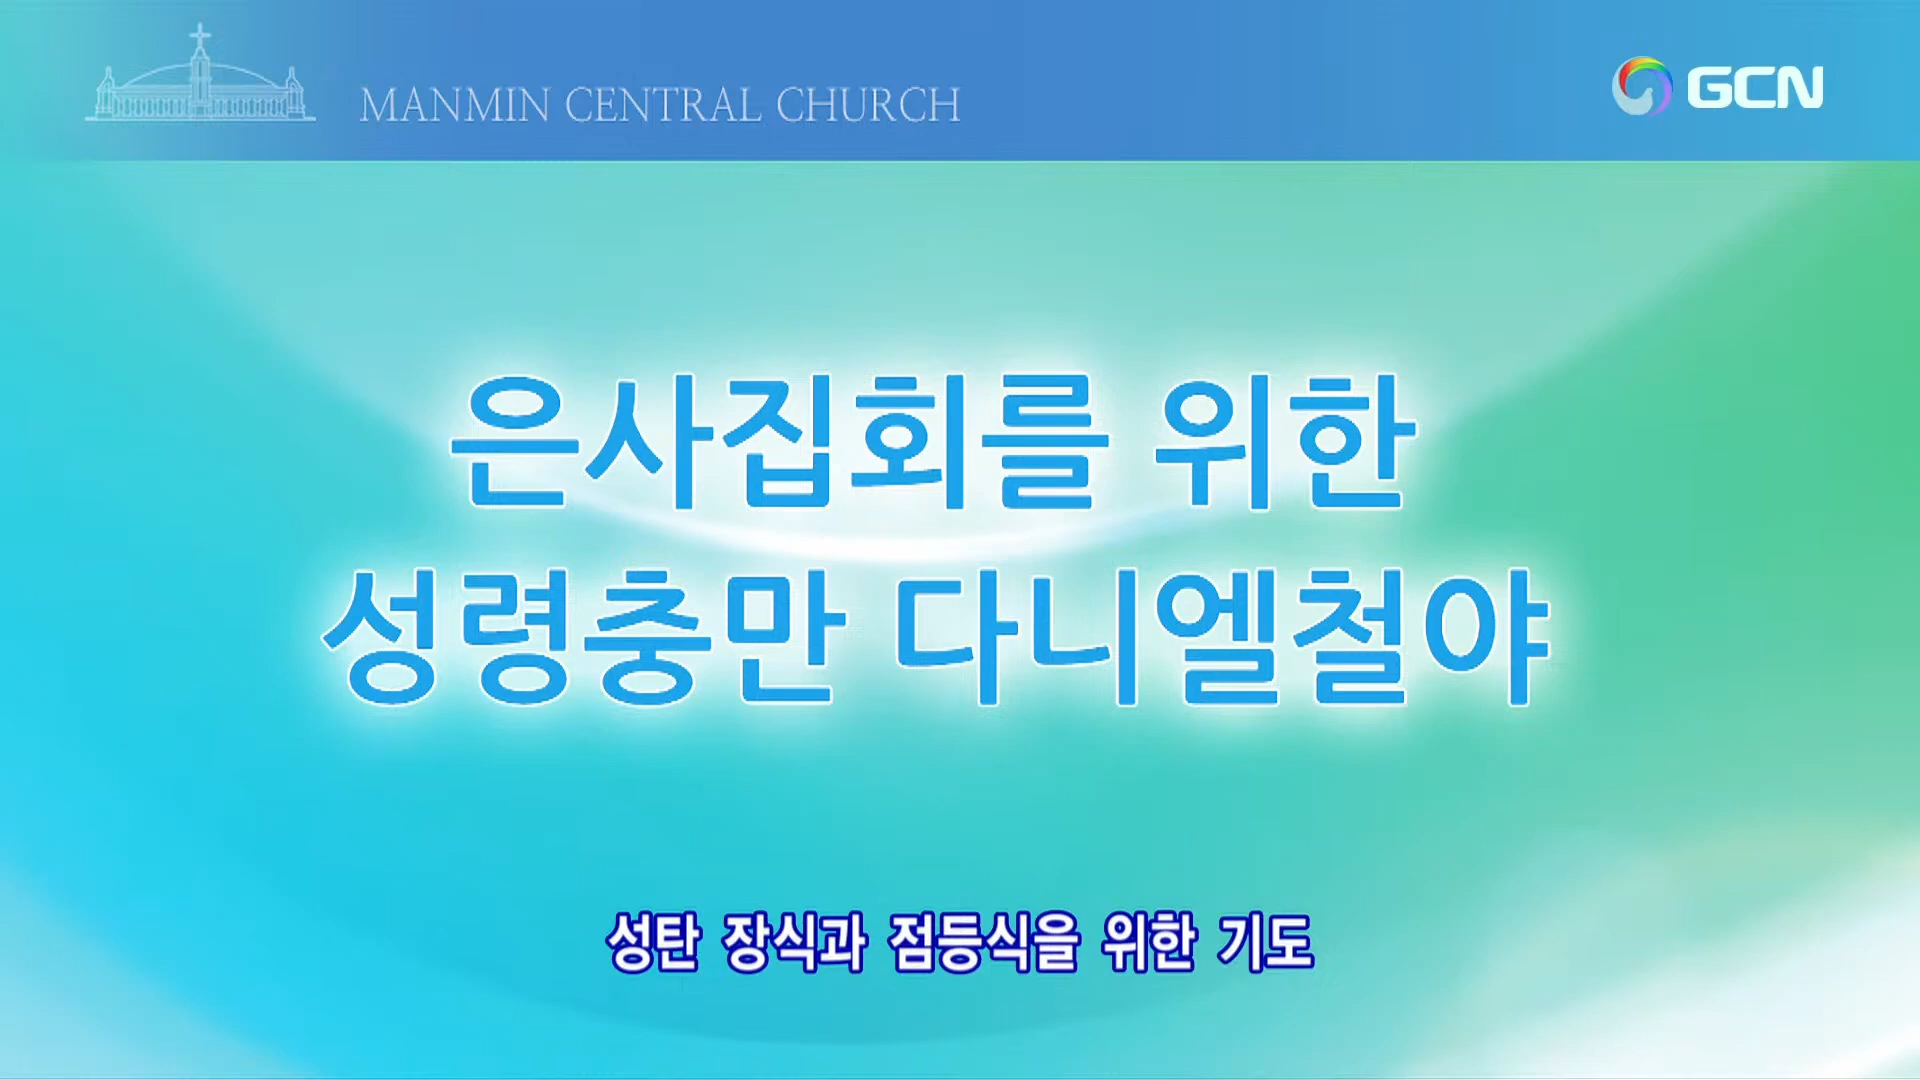 MANMIN CENTRAL CHURCH
GCN
은사집회를 위한
성령충만 다니엘철야
성탄 장식과 점등식을 위한 기도